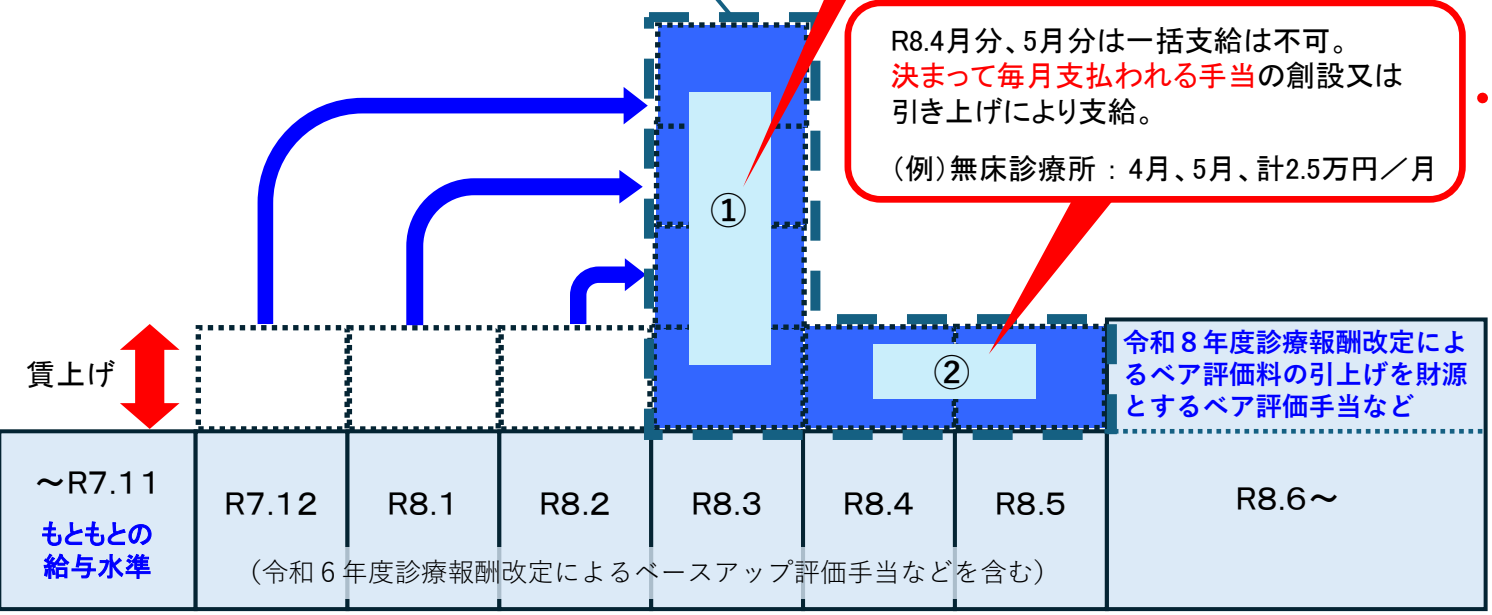 R8.4月分、5月分は一括支給は不可。
決まって毎月支払われる手当の創設又は
引き上げにより支給。
（例）無床診療所：4月、5月、計2.5万円／月
①
賃上げ
②
令和８年度診療報酬改定によ
るベア評価料の引上げを財源
とするベア評価手当など
～R7.11
もともとの
給与水準
R7.12
R8.1
R8.2
R8.3
R8.4
R8.5
R8.6～
（令和６年度診療報酬改定によるベースアップ評価手当などを含む）